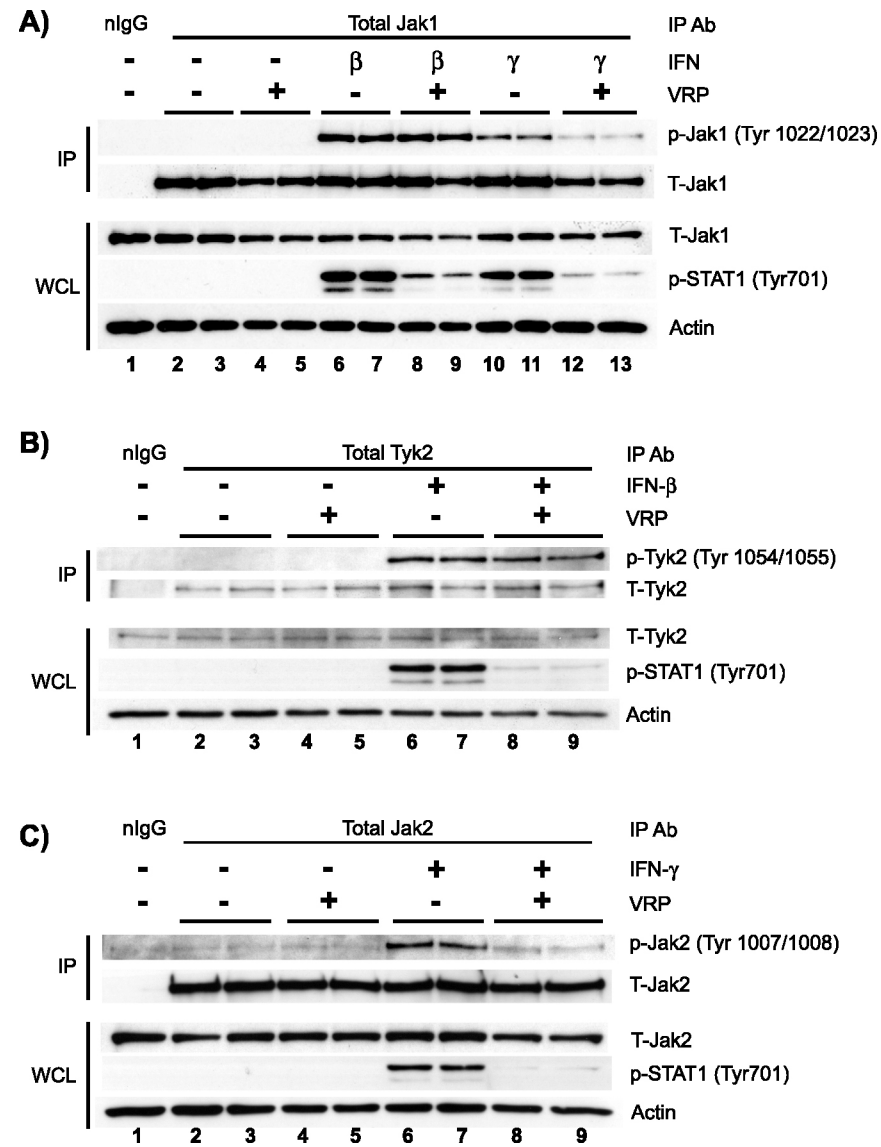 A)
nIgG Total Jak1 IP Ab
- - - β β γ γ IFN
- - + - + - + VRP
IP
p-Jak1 (Tyr 1022/1023)
T-Jak1
WCL
T-Jak1
p-STAT1 (Tyr701)
Actin
1 2 3 4 5 6 7 8 9 10 11 12 13
B)
nIgG Total Tyk2 IP Ab
- - - + + IFN-β
- - + - + VRP
IP
p-Tyk2 (Tyr 1054/1055)
T-Tyk2
WCL
T-Tyk2
p-STAT1 (Tyr701)
Actin
1 2 3 4 5 6 7 8 9
C)
nIgG Total Jak2 IP Ab
- - - + + IFN-γ
- - + - + VRP
IP
p-Jak2 (Tyr 1007/1008)
T-Jak2
WCL
T-Jak2
p-STAT1 (Tyr701)
Actin
1 2 3 4 5 6 7 8 9